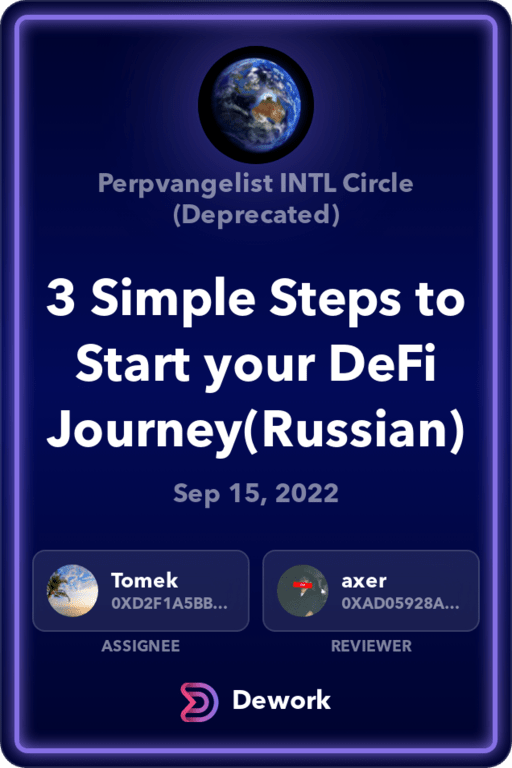 Perpvangelist INTL Circle
(Deprecated)
3 Simple Steps to
Start your DeFi
Journey(Russian)
Sep 15, 2022
Tomek
0XD2F1A5BB...
axer
0XAD05928A...
ASSIGNEE
REVIEWER
Dework